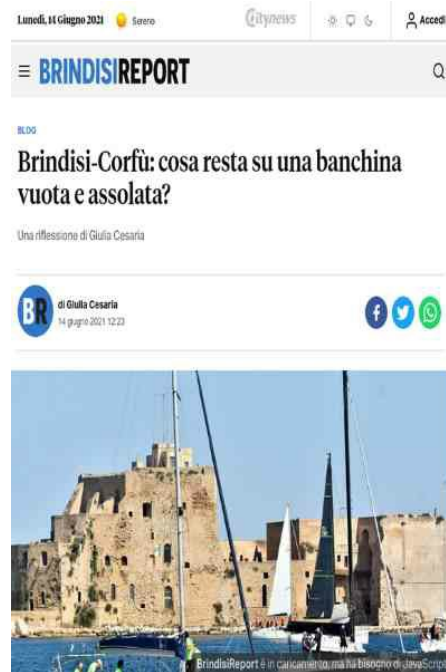 Lunedì, 14 Giugno 2021 Sereno
Citynews
Accedi
BRINDISIREPORT
BLOG
Brindisi-Corfù: cosa resta su una banchina
vuota e assolata?
Una riflessione di Giulia Cesaria
BR
di Giulia Cesaria
14 giugno 2021 12:23
BrindisiReport è in caricamento, ma ha bisogno di JavaScript